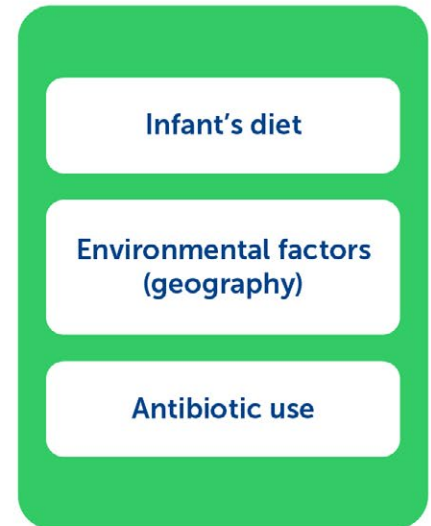 Infant’s diet
Environmental factors
(geography)
Antibiotic use